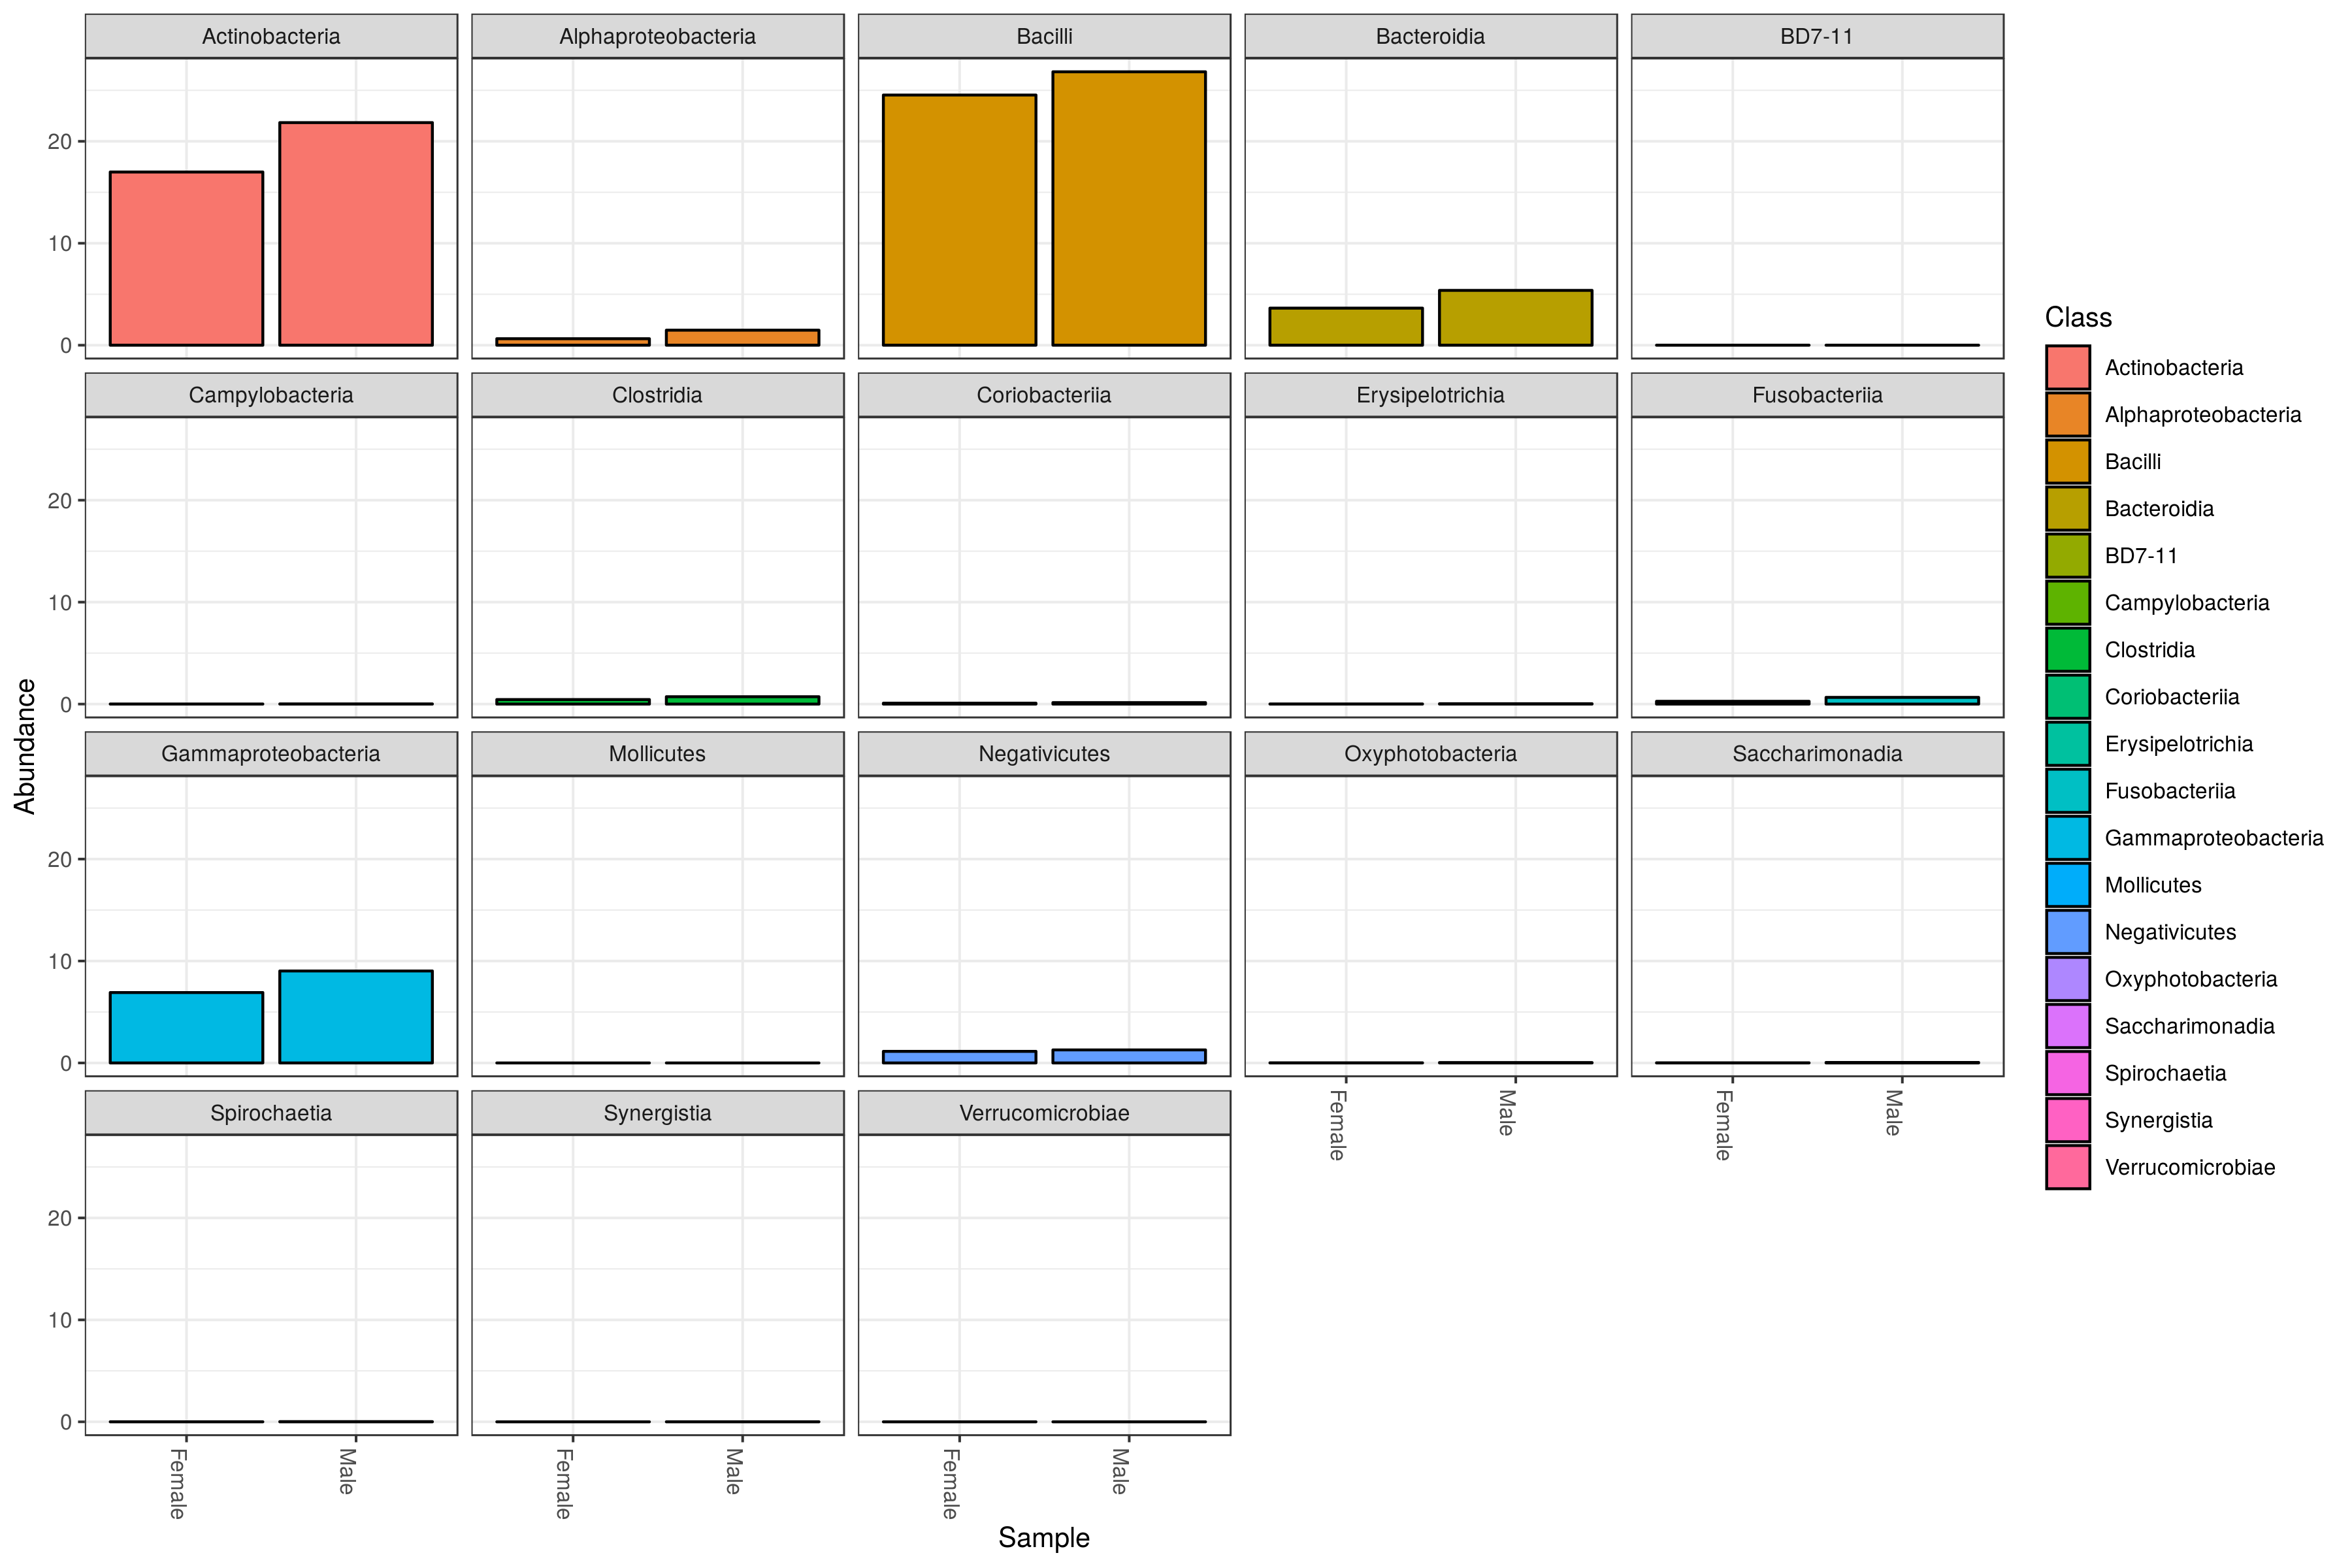 Actinobacteria
Alphaproteobacteria
Bacilli
Bacteroidia
BD7-11
20
10
0
Campylobacteria
Clostridia
Coriobacteriia
Erysipelotrichia
Fusobacteriia
20
10
0
Gammaproteobacteria
Mollicutes
Negativicutes
Oxyphotobacteria
Saccharimonadia
20
10
0
Female
Male
Female
Male
Spirochaetia
Synergistia
Verrucomicrobiae
20
10
0
Female
Male
Female
Male
Female
Male
Abundance
Sample
Class
Actinobacteria
Alphaproteobacteria
Bacilli
Bacteroidia
BD7-11
Campylobacteria
Clostridia
Coriobacteriia
Erysipelotrichia
Fusobacteriia
Gammaproteobacteria
Mollicutes
Negativicutes
Oxyphotobacteria
Saccharimonadia
Spirochaetia
Synergistia
Verrucomicrobiae